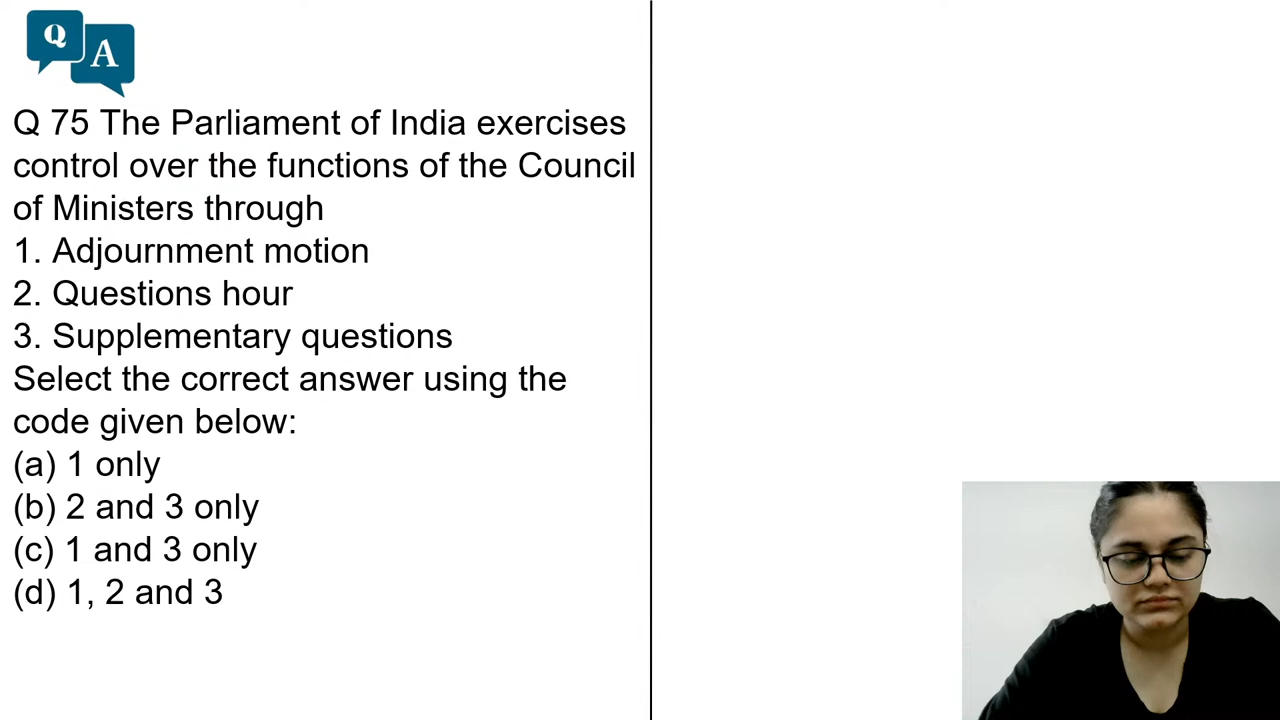 Q
A
Q 75 The Parliament of India exercises
control over the functions of the Council
of Ministers through
1. Adjournment motion
2. Questions hour
3. Supplementary questions
Select the correct answer using the
code given below:
(a) 1 only
(b) 2 and 3 only
(c) 1 and 3 only
(d) 1, 2 and 3